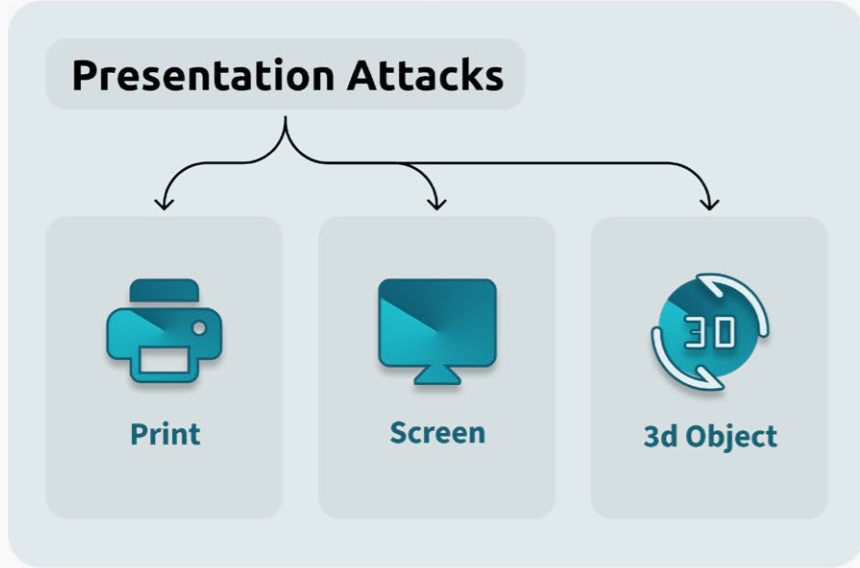 Presentation Attacks
3D
Print
Screen
3d Object